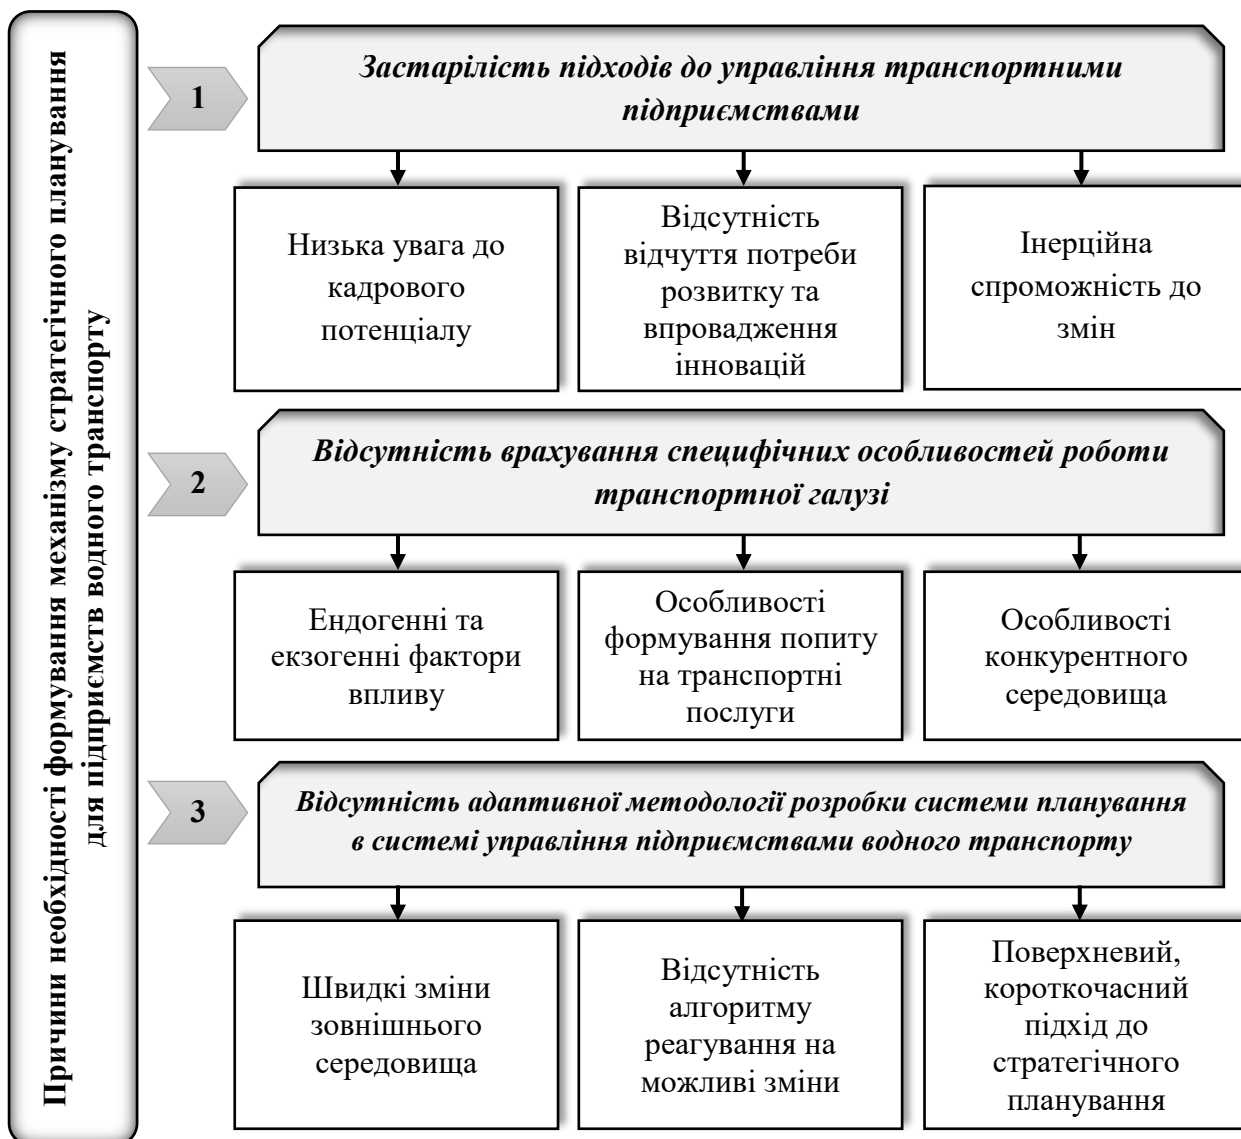 Причини необхідності формування механізму стратегічного планування
для підприємств водного транспорту
1
Застарілість підходів до управління транспортними
підприємствами
Низька увага до
кадрового
потенціалу
Відсутність
відчуття потреби
розвитку та
впровадження
інновацій
Інерційна
спроможність до
змін
2
Відсутність врахування специфічних особливостей роботи
транспортної галузі
Ендогенні та
екзогенні фактори
впливу
Особливості
формування попиту
на транспортні
послуги
Особливості
конкурентного
середовища
3
Відсутність адаптивної методології розробки системи планування
в системі управління підприємствами водного транспорту
Швидкі зміни
зовнішнього
середовища
Відсутність
алгоритму
реагування на
можливі зміни
Поверхневий,
короткочасний
підхід до
стратегічного
планування